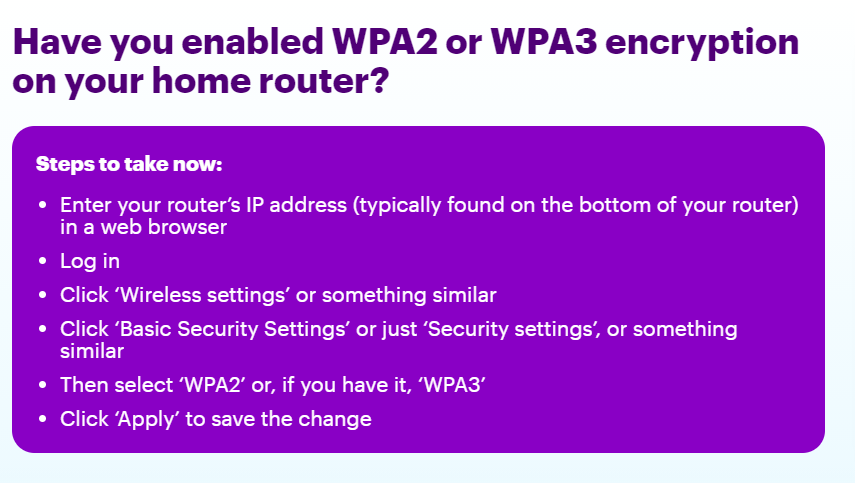 Have you enabled WPA2 or WPA3 encryption
on your home router?
Steps to take now:
• Enter your router’s IP address (typically found on the bottom of your router)
in a web browser
• Log in
• Click ‘Wireless settings’ or something similar
• Click ‘Basic Security Settings’ or just ‘Security settings’, or something
similar
• Then select ‘WPA2’ or, if you have it, ‘WPA3’
• Click ‘Apply’ to save the change